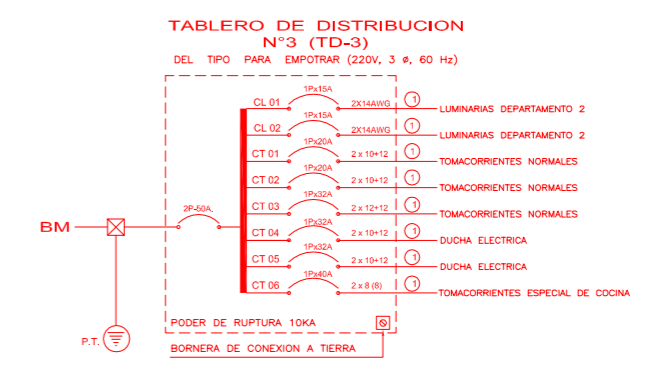 TABLERO DE DISTRIBUCION
N°3 (TD-3)
DEL TIPO PARA EMPOTRAR (220V, 3 ø, 60 Hz)
CL 01 1Px15A 2X14AWG 1 LUMINARIAS DEPARTAMENTO 2
CL 02 1Px15A 2X14AWG 1 LUMINARIAS DEPARTAMENTO 2
CT 01 1Px20A 2 x 10+12 1 TOMACORRIENTES NORMALES
CT 02 1Px20A 2 x 10+12 1 TOMACORRIENTES NORMALES
CT 03 1Px32A 2 x 12+12 1 TOMACORRIENTES NORMALES
BM 2P-50A.
CT 04 1Px32A 2 x 10+12 1 DUCHA ELECTRICA
CT 05 1Px32A 2 x 10+12 1 DUCHA ELECTRICA
CT 06 1Px40A 2 x 8 (8) 1 TOMACORRIENTES ESPECIAL DE COCINA
PODER DE RUPTURA 10KA
P.T.
BORNERA DE CONEXION A TIERRA